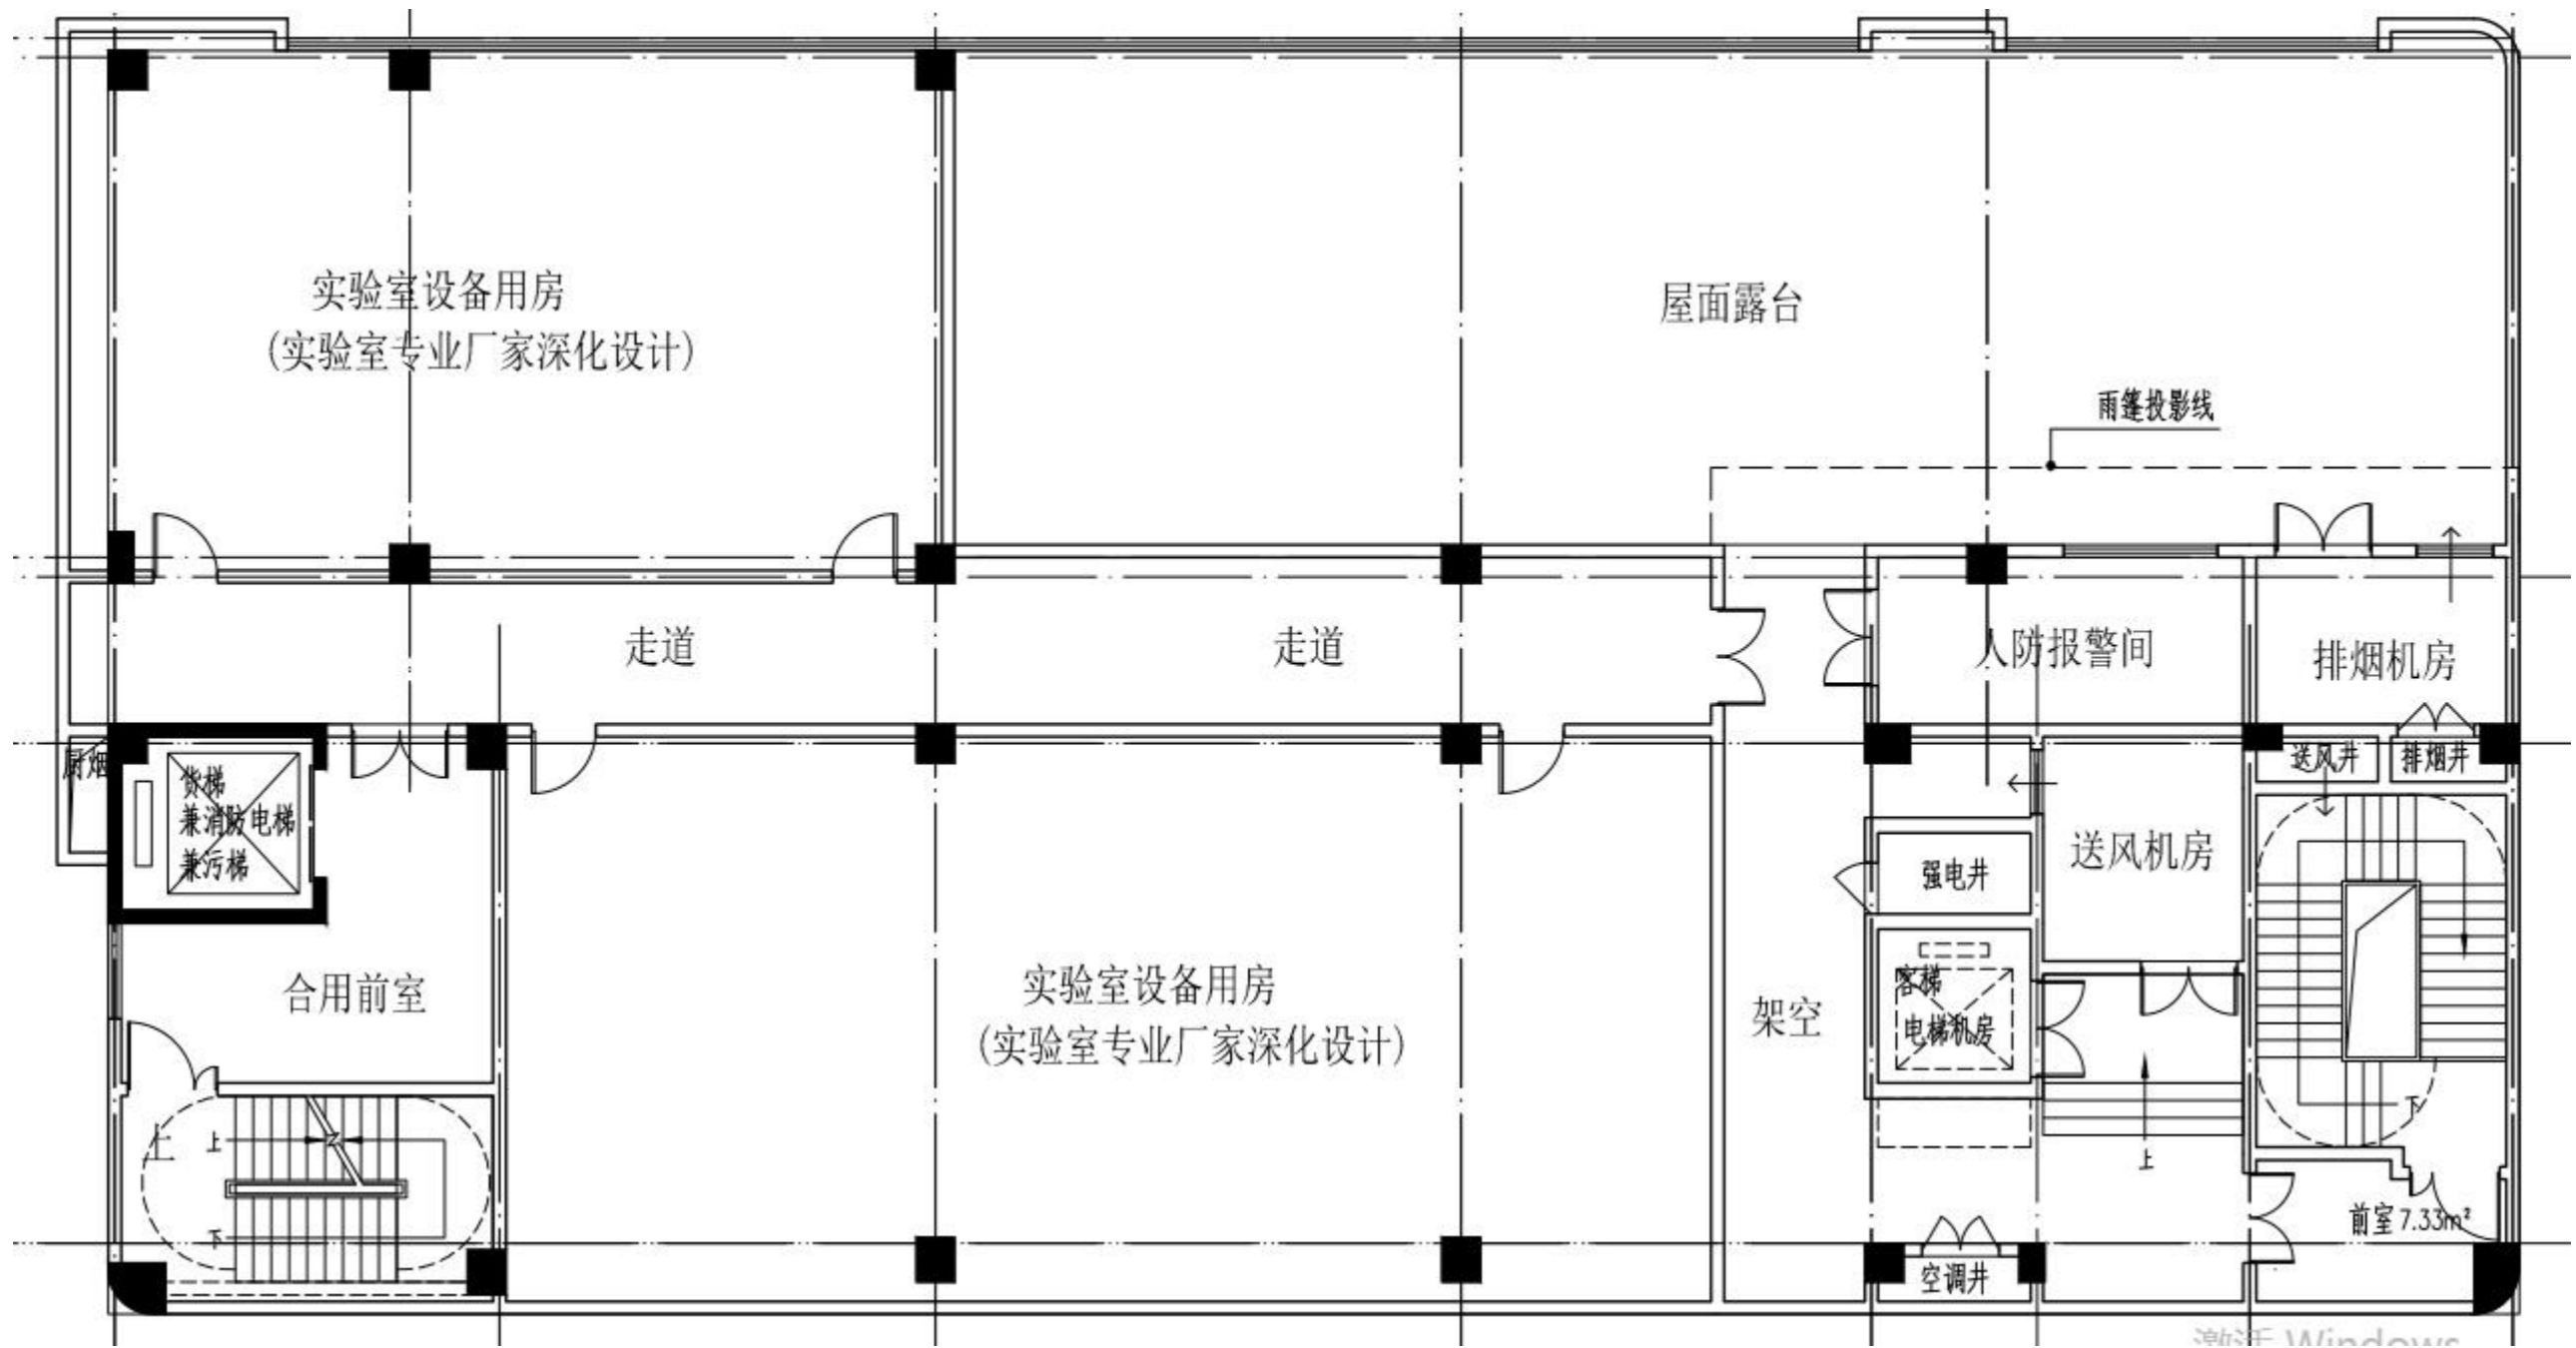 实验室设备用房
(实验室专业厂家深化设计)
屋面露台
雨篷投影线
走道
走道
人防报警间
排烟机房
厨烟
货梯
兼消防电梯
兼污梯
送风井
排烟井
强电井
送风机房
合用前室
实验室设备用房
(实验室专业厂家深化设计)
架空
客梯
电梯机房
下
上
上
上
下
前室 7.33m²
空调井
激活 Windows